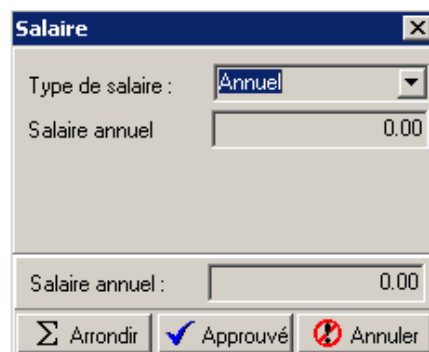 Salaire
Type de salaire : Annuel
Salaire annuel 0.00
Salaire annuel : 0.00
Σ Arrondir Approuvé Annuler